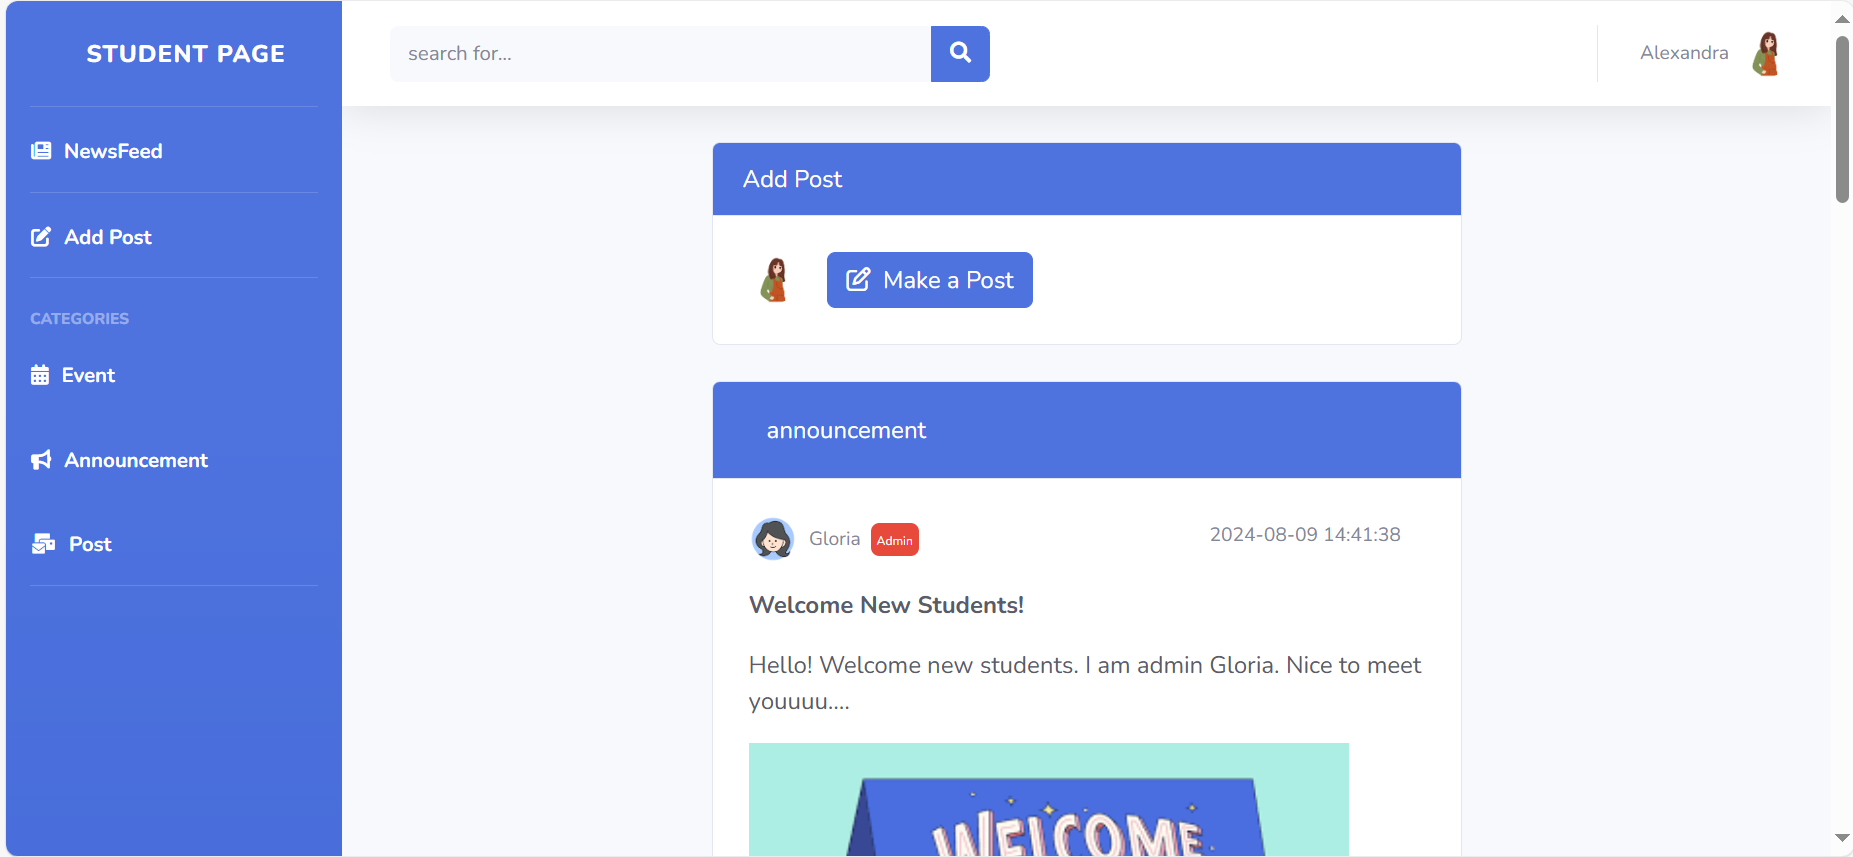 STUDENT PAGE
NewsFeed
Add Post
CATEGORIES
Event
Announcement
Post
search for...
Alexandra
Add Post
Make a Post
announcement
Gloria Admin 2024-08-09 14:41:38
Welcome New Students!
Hello! Welcome new students. I am admin Gloria. Nice to meet
youuuu....
WELCOME